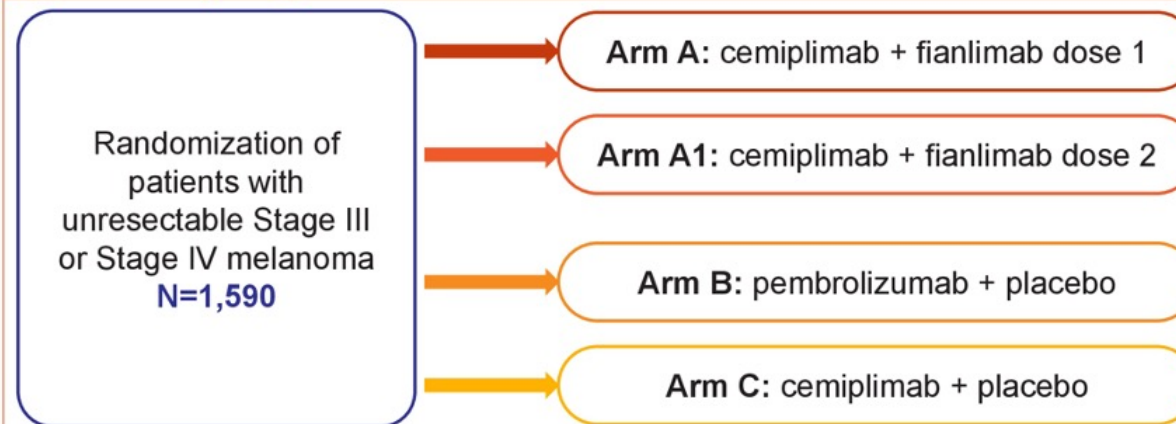 Randomization of
patients with
unresectable Stage III
or Stage IV melanoma
N=1,590
Arm A: cemiplimab + fianlimab dose 1
Arm A1: cemiplimab + fianlimab dose 2
Arm B: pembrolizumab + placebo
Arm C: cemiplimab + placebo